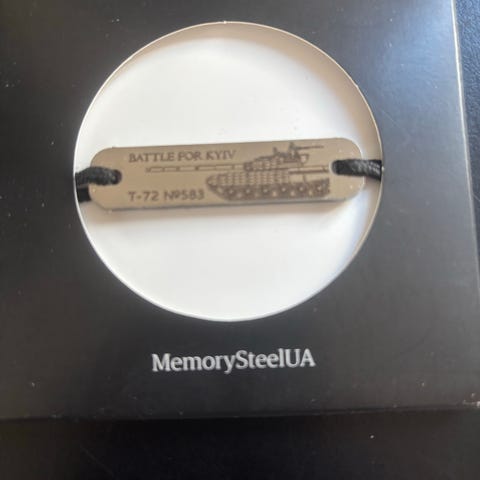 BATTLE FOR KYIV
T-72 №583
MemorySteelUA